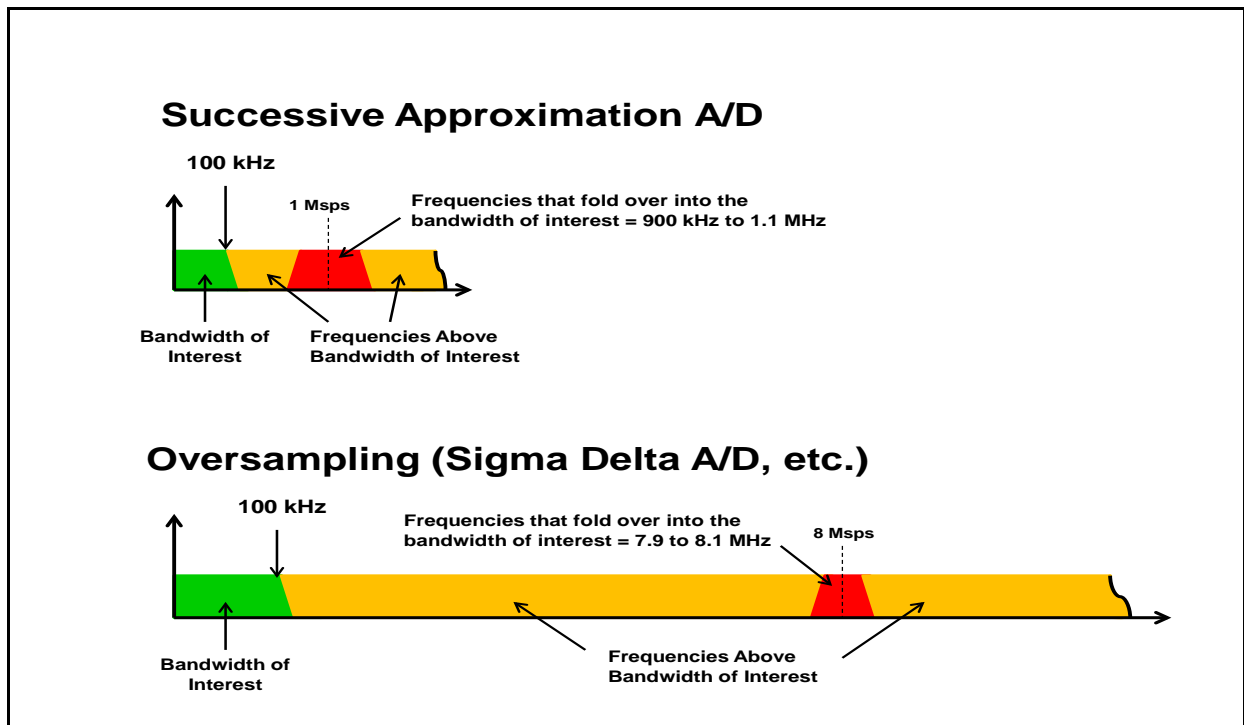 Successive Approximation A/D
100 kHz
1 Msps
Frequencies that fold over into the
bandwidth of interest = 900 kHz to 1.1 MHz
Bandwidth of
Interest
Frequencies Above
Bandwidth of Interest
Oversampling (Sigma Delta A/D, etc.)
100 kHz
Frequencies that fold over into the
bandwidth of interest = 7.9 to 8.1 MHz
8 Msps
Bandwidth of
Interest
Frequencies Above
Bandwidth of Interest